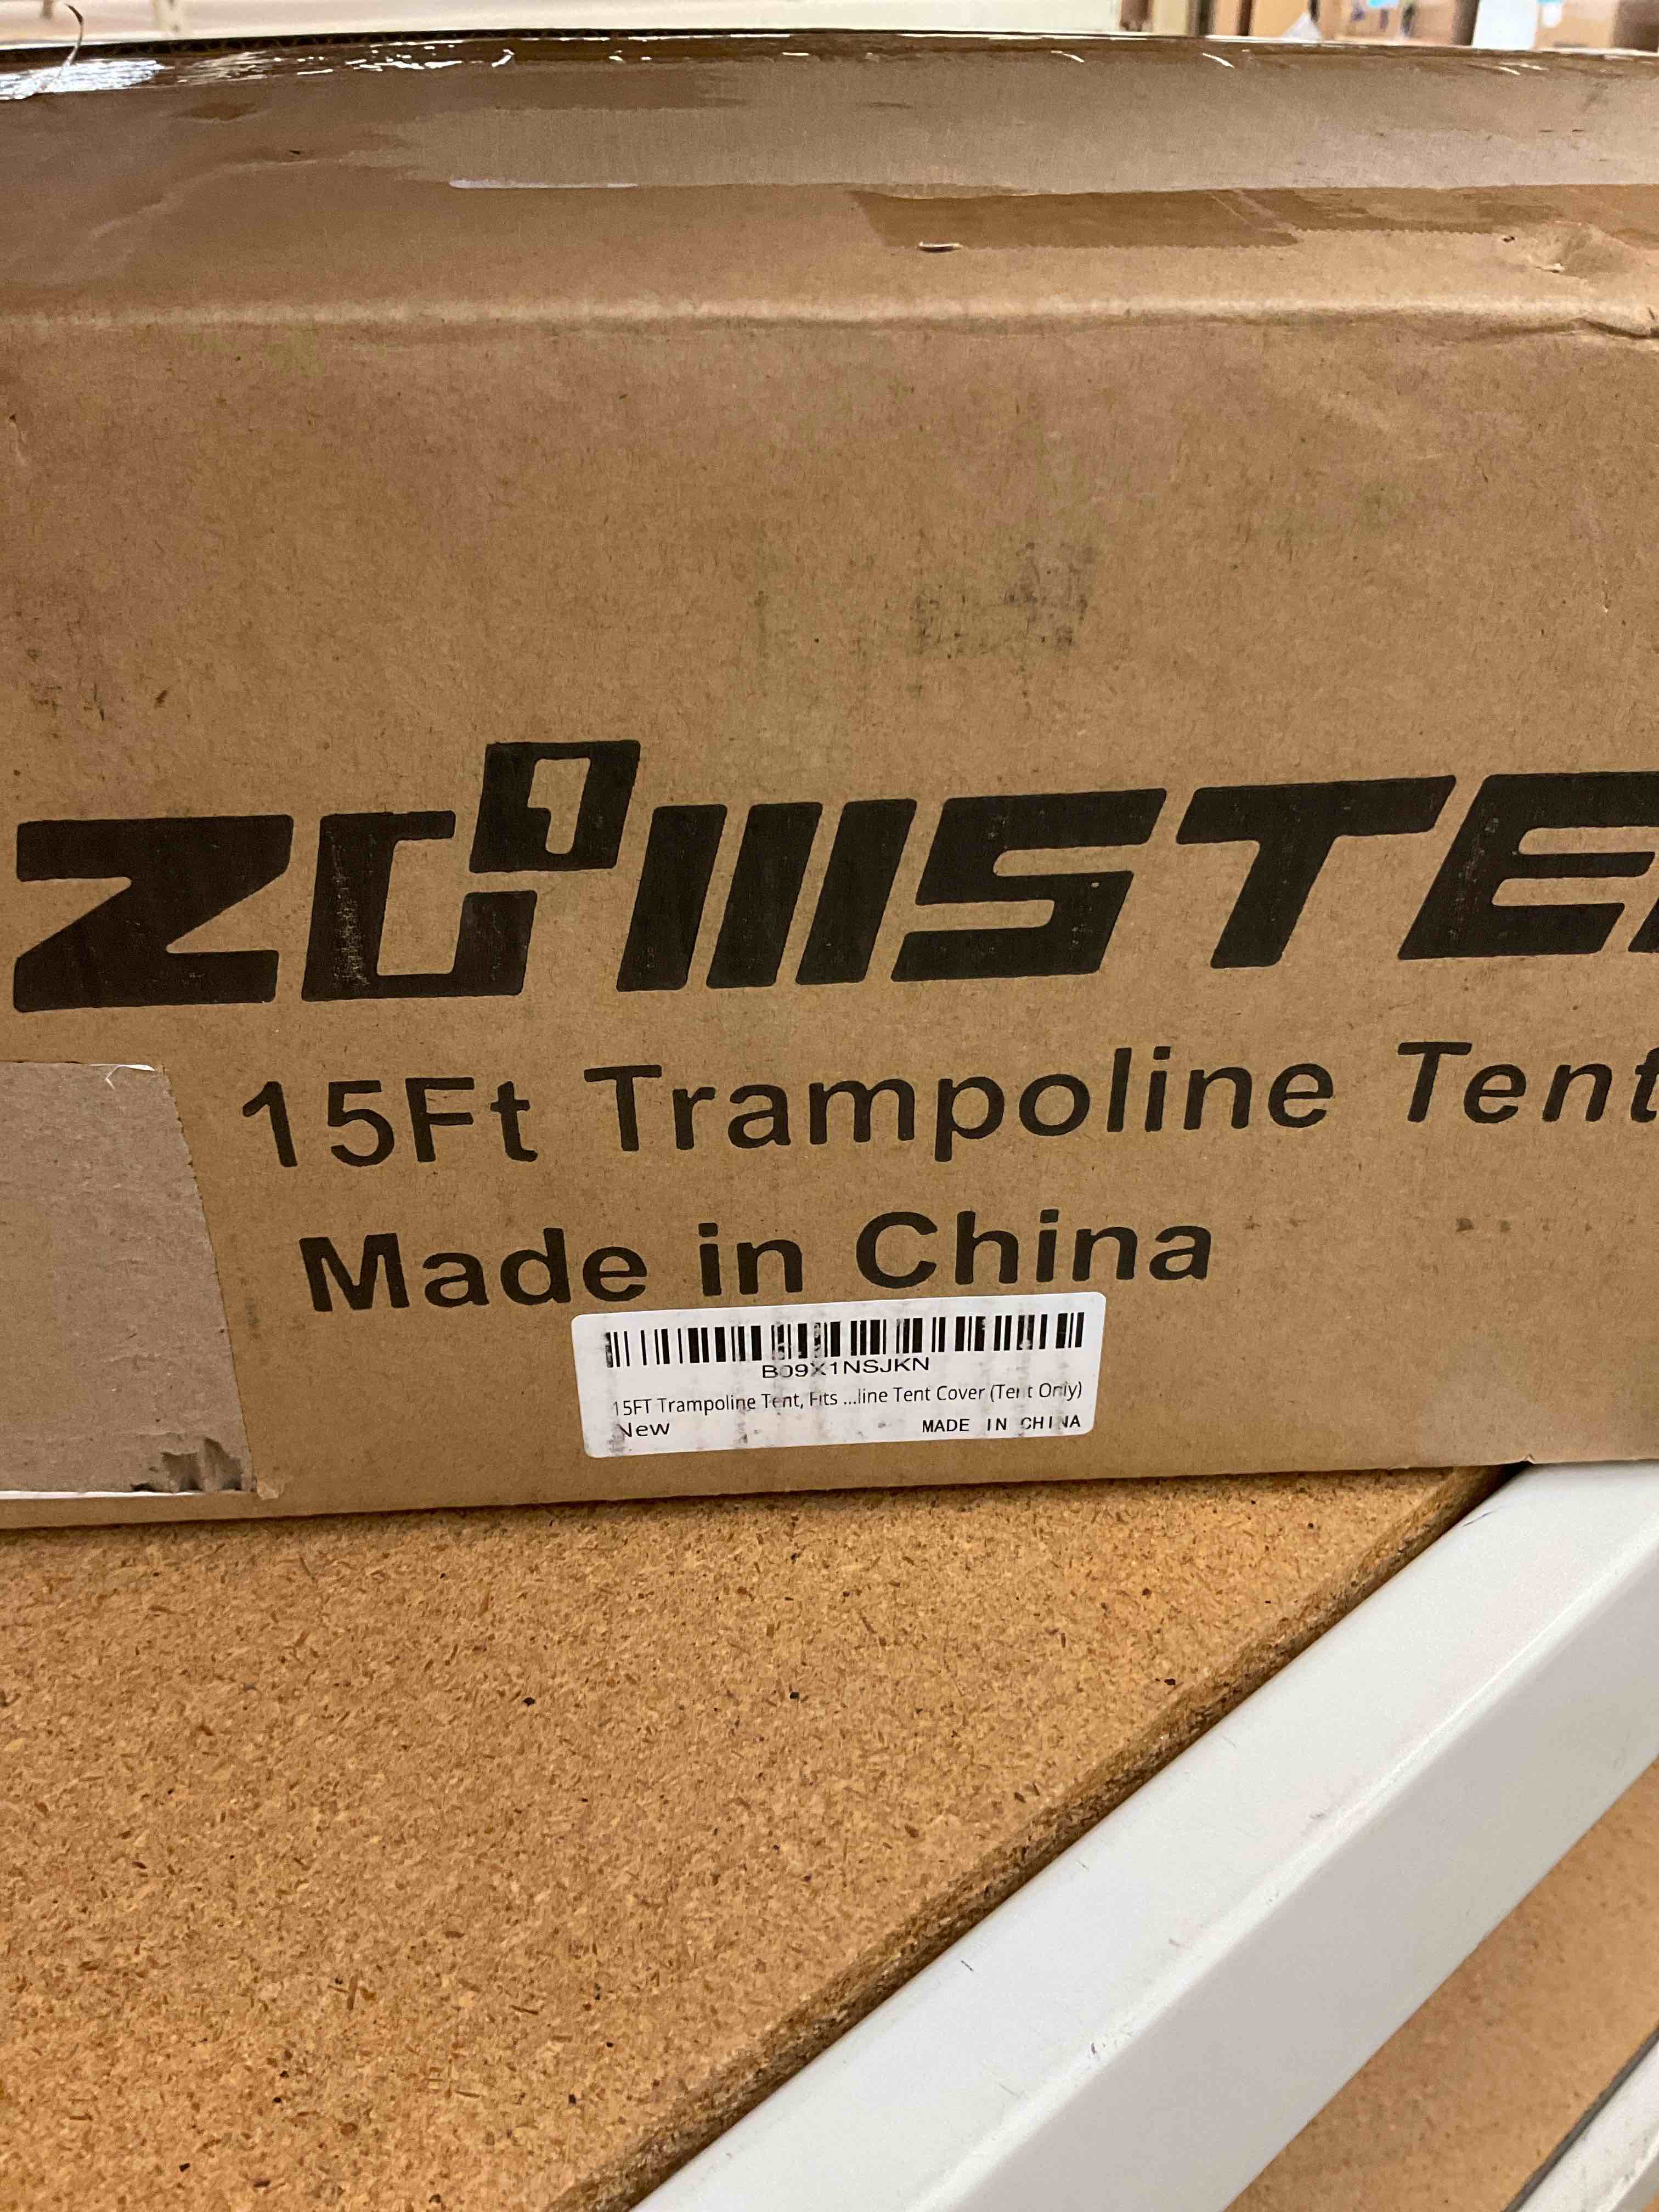 15Ft Trampoline Tent
Made in China
B09X1NSJKN
15FT Trampoline Tent, Fits ...line Tent Cover (Tent Only)
New MADE IN CHINA